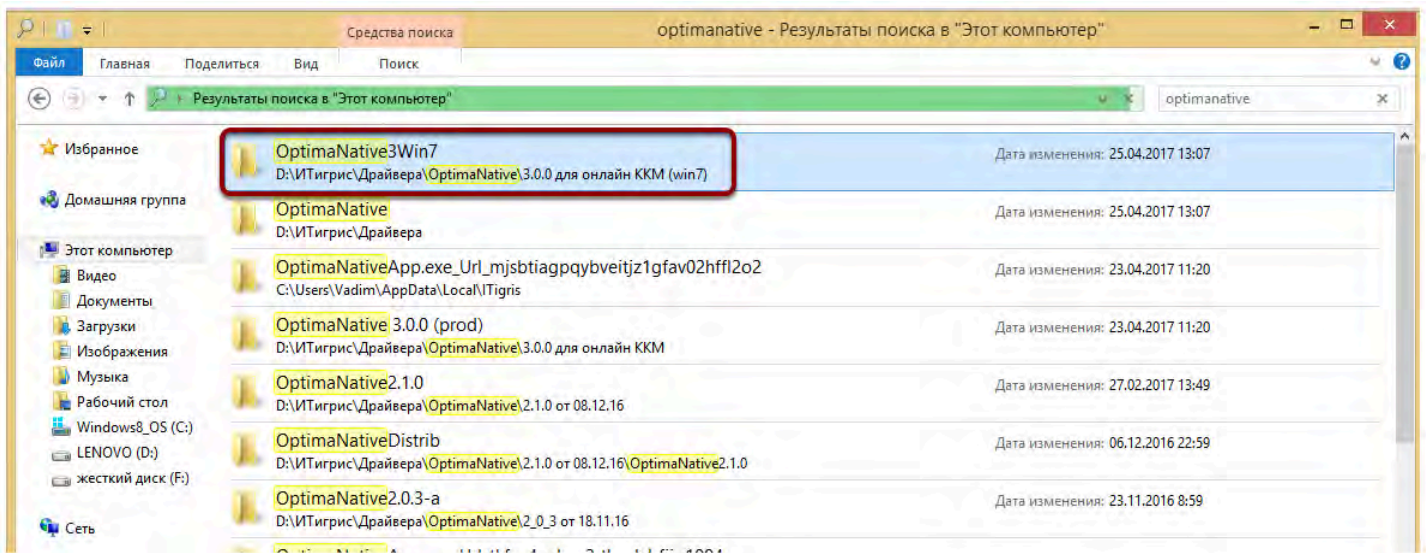 Средства поиска
optimanative - Результаты поиска в "Этот компьютер"
Файл Главная Поделиться Вид Поиск
Результаты поиска в "Этот компьютер"
optimanative
Избранное
Домашняя группа
Этот компьютер
Видео
Документы
Загрузки
Изображения
Музыка
Рабочий стол
Windows8_OS (C:)
LENOVO (D:)
жесткий диск (F:)
Сеть
OptimaNative3Win7
Дата изменения: 25.04.2017 13:07
D:\ИТигрис\Драйвера\OptimaNative\3.0.0 для онлайн ККМ (win7)
OptimaNative
Дата изменения: 25.04.2017 13:07
D:\ИТигрис\Драйвера
OptimaNativeApp.exe_Url_mjsbtiagpqybveitjz1gfav02hffl2o2
Дата изменения: 23.04.2017 11:20
C:\Users\Vadim\AppData\Local\ITigris
OptimaNative 3.0.0 (prod)
Дата изменения: 23.04.2017 11:20
D:\ИТигрис\Драйвера\OptimaNative\3.0.0 для онлайн ККМ
OptimaNative2.1.0
Дата изменения: 27.02.2017 13:49
D:\ИТигрис\Драйвера\OptimaNative\2.1.0 от 08.12.16
OptimaNativeDistrib
Дата изменения: 06.12.2016 22:59
D:\ИТигрис\Драйвера\OptimaNative\2.1.0 от 08.12.16\OptimaNative2.1.0
OptimaNative2.0.3-a
Дата изменения: 23.11.2016 8:59
D:\ИТигрис\Драйвера\OptimaNative\2_0_3 от 18.11.16